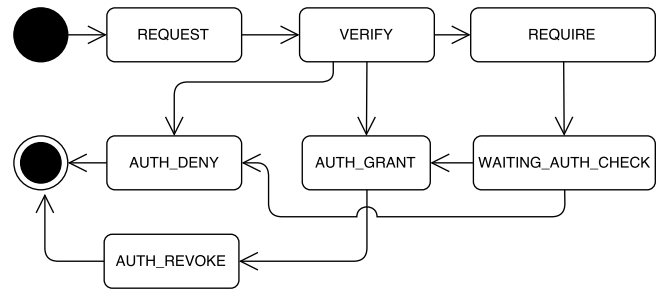 REQUEST
VERIFY
REQUIRE
AUTH_DENY
AUTH_GRANT
WAITING_AUTH_CHECK
AUTH_REVOKE